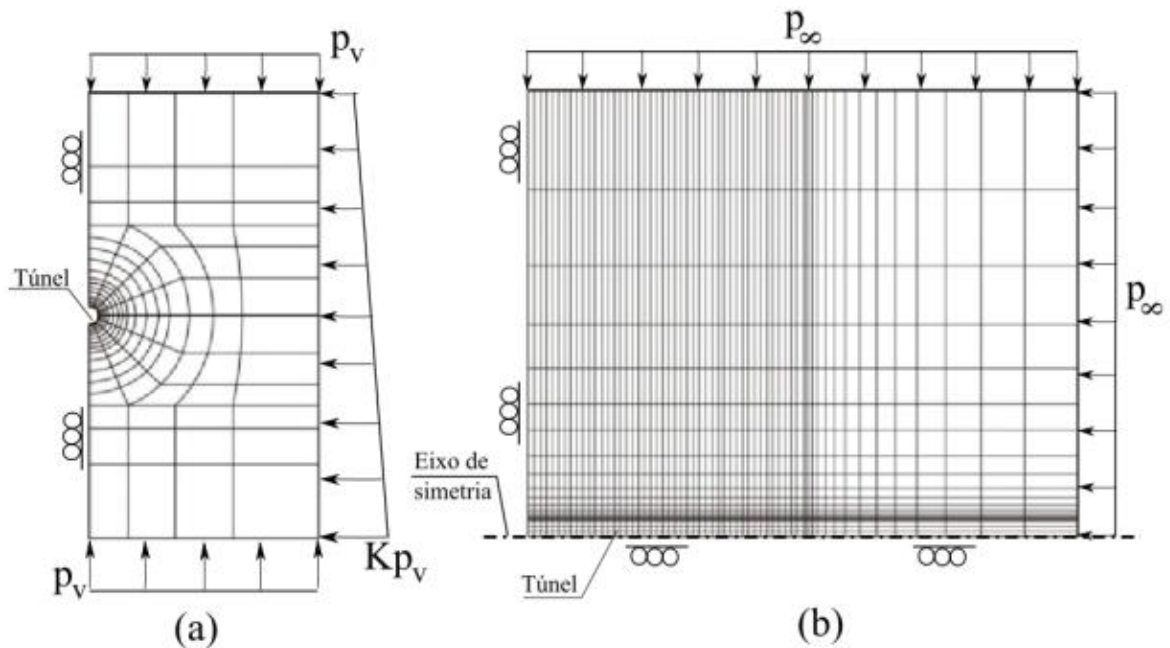 p_v
p_∞
Túnel
p_∞
Eixo de
simetria
p_v
Kp_v
Túnel
(a)
(b)